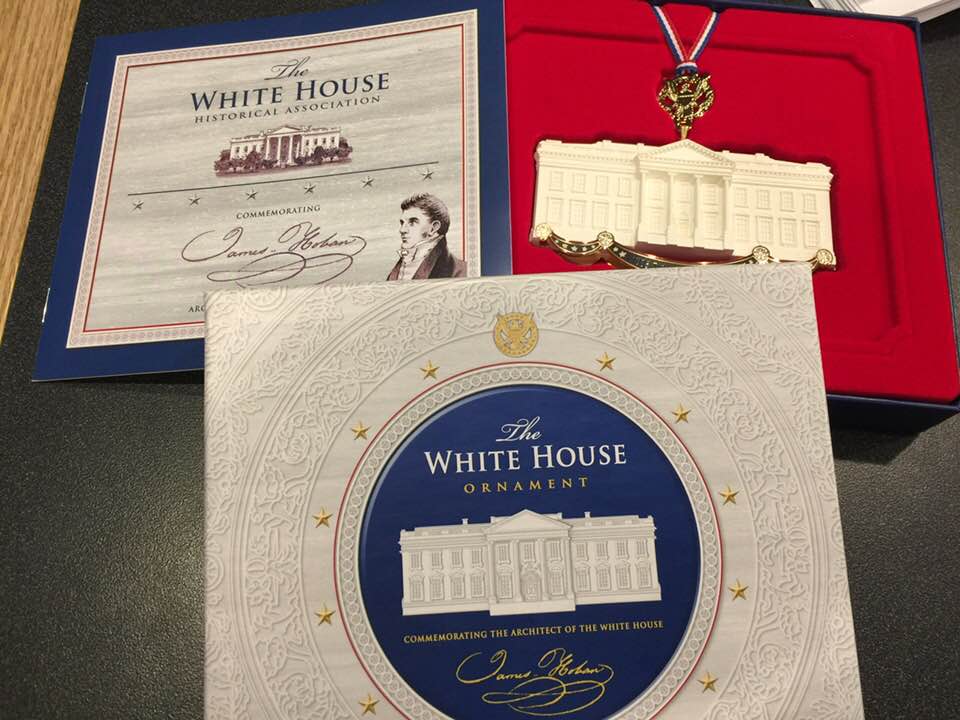 The
WHITE HOUSE
HISTORICAL ASSOCIATION
COMMEMORATING
James Hoban
The
WHITE HOUSE
ORNAMENT
COMMEMORATING THE ARCHITECT OF THE WHITE HOUSE
James Hoban